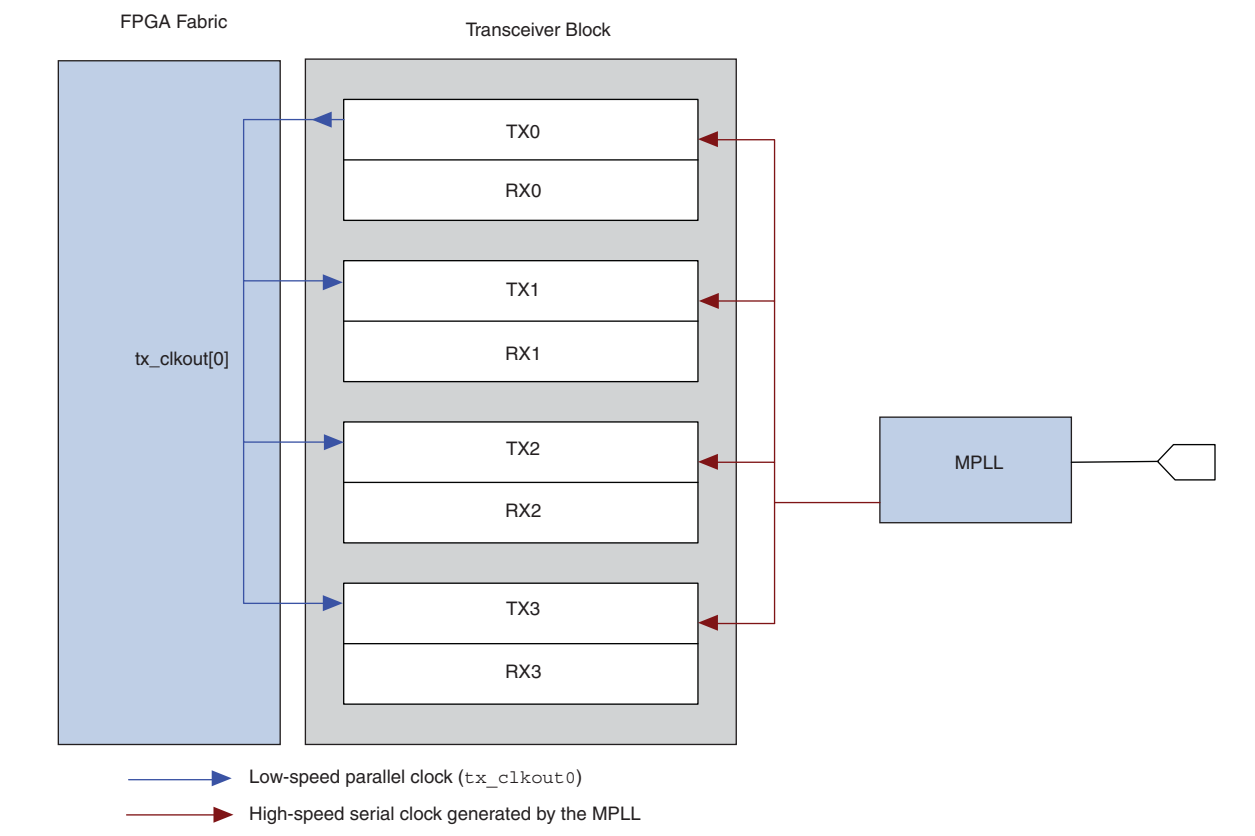 FPGA Fabric
Transceiver Block
TX0
RX0
TX1
RX1
tx_clkout[0]
TX2
RX2
MPLL
TX3
RX3
Low-speed parallel clock (tx_clkout0)
High-speed serial clock generated by the MPLL